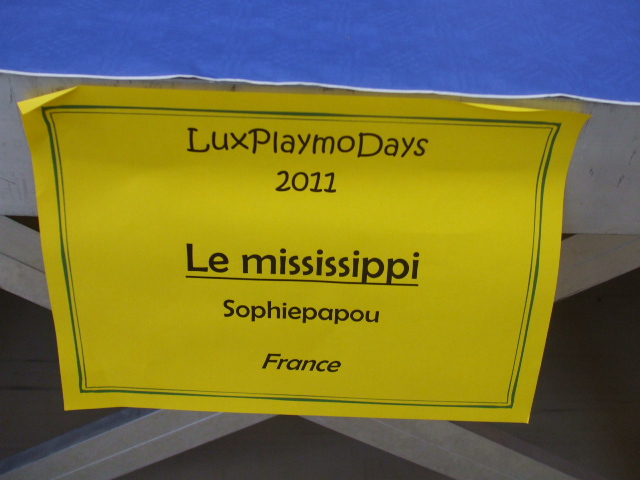 LuxPlaymoDays
2011
Le mississippi
Sophiepapou
France